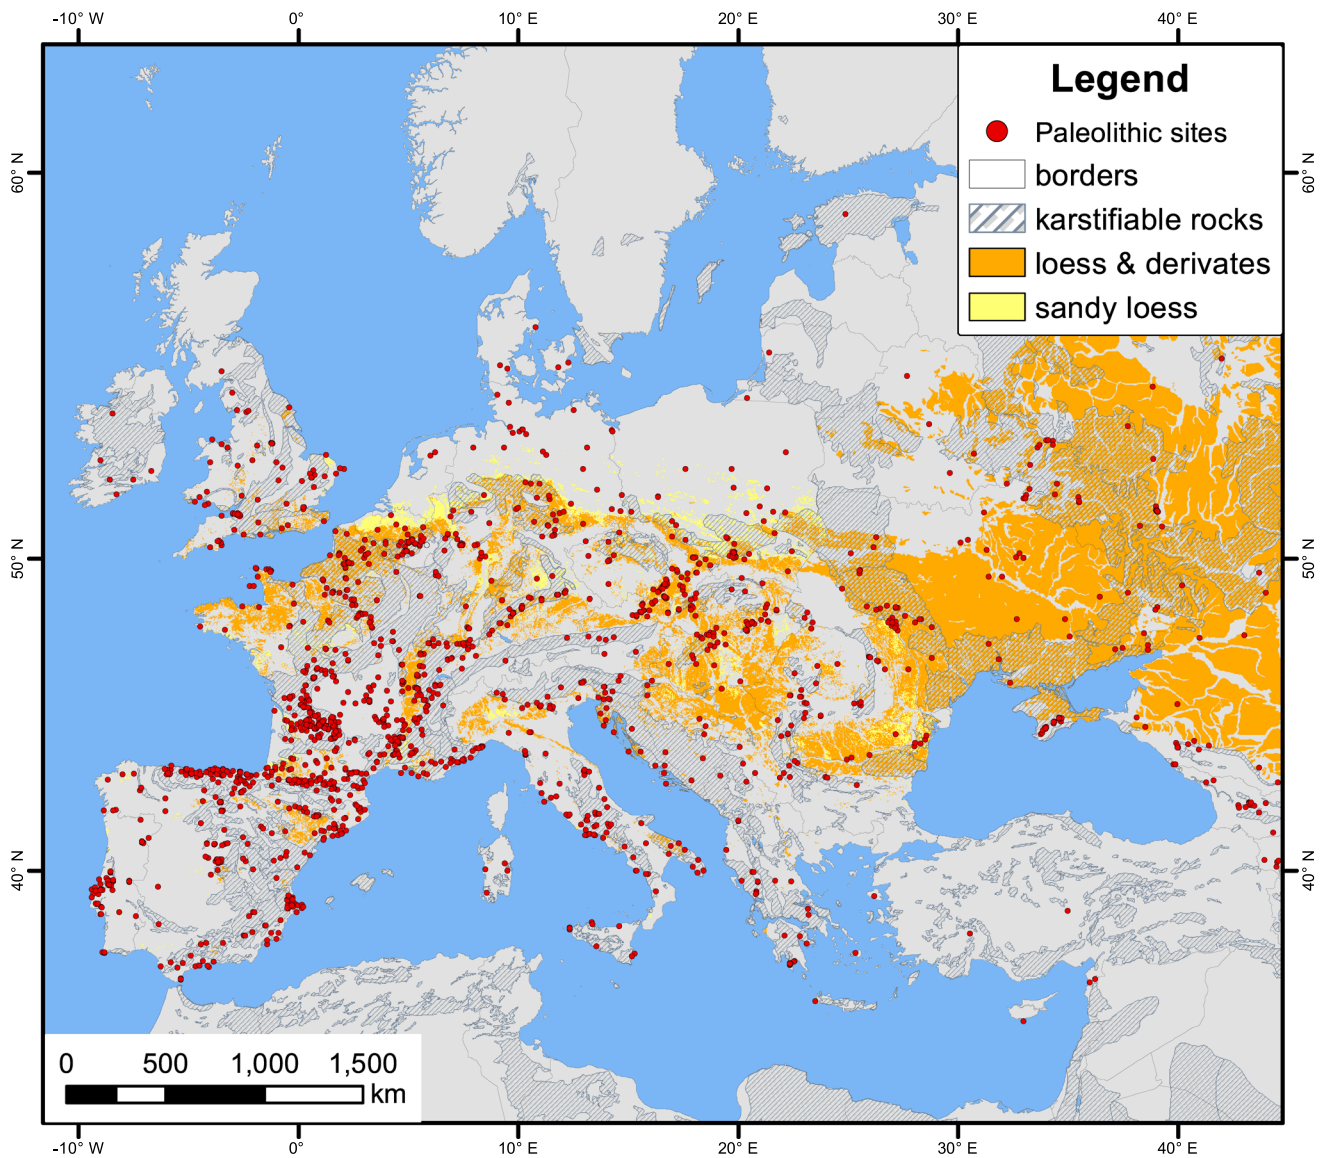 -10° W 0° 10° E 20° E 30° E 40° E
Legend
Paleolithic sites
borders
karstifiable rocks
loess & derivates
sandy loess
60° N 60° N
50° N 50° N
40° N 40° N
0 500 1,000 1,500
km
-10° W 0° 10° E 20° E 30° E 40° E